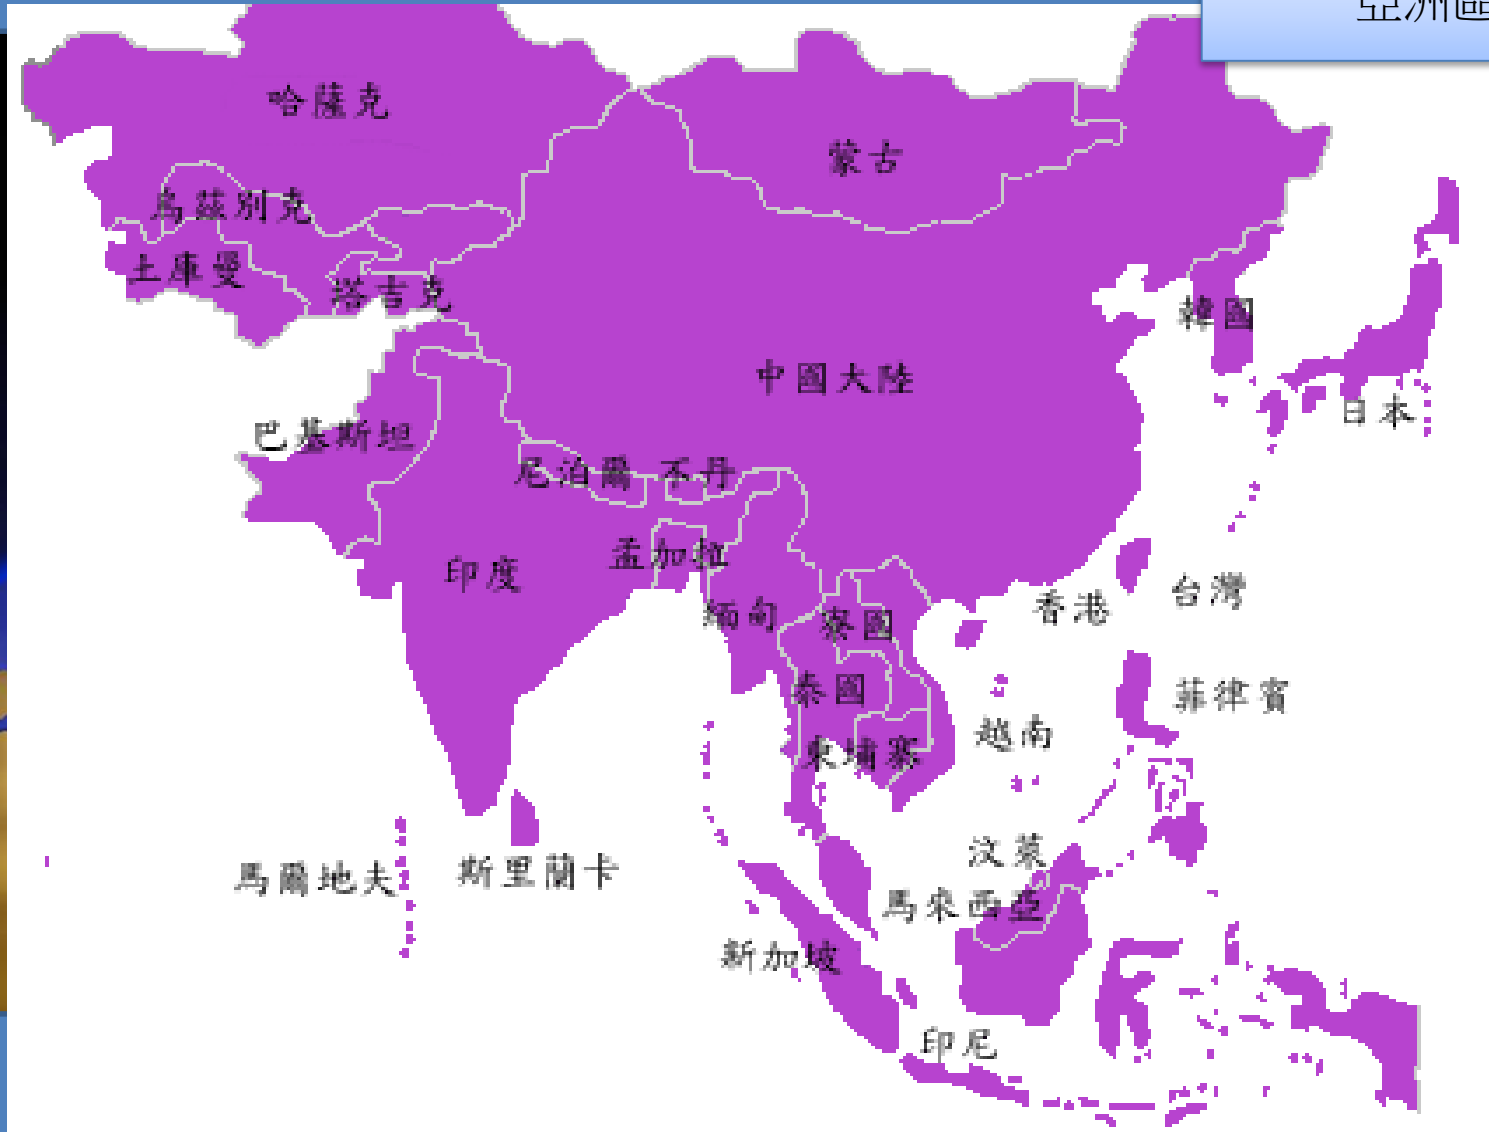 亞洲區
哈薩克
蒙古
烏茲別克
土庫曼
塔吉克
韓國
中國大陸
日本
巴基斯坦
尼泊爾
不丹
孟加拉
印度
緬甸
寮國
香港
台灣
泰國
菲律賓
越南
柬埔寨
汶萊
馬來西亞
馬爾地夫
斯里蘭卡
新加坡
印尼